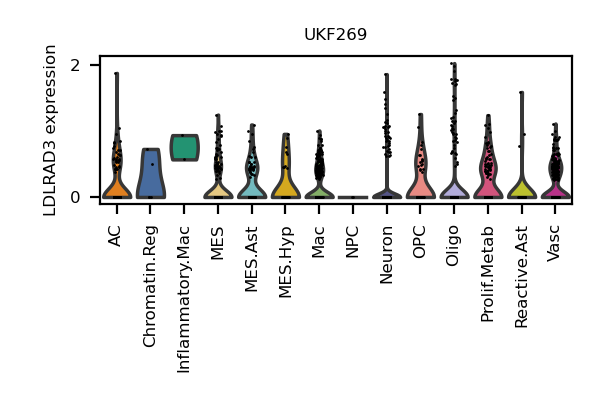 UKF269
LDLRAD3 expression
2
0
AC
Chromatin.Reg
Inflammatory.Mac
MES
MES.Ast
MES.Hyp
Mac
NPC
Neuron
OPC
Oligo
Prolif.Metab
Reactive.Ast
Vasc